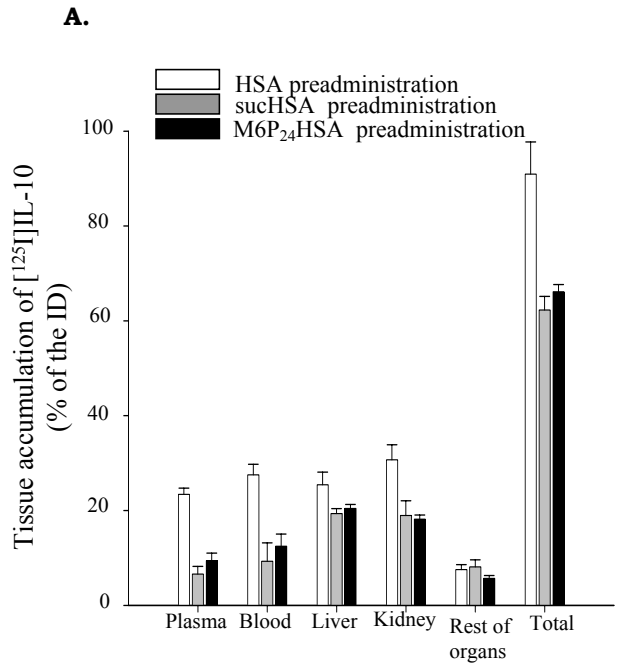 A.
HSA preadministration
sucHSA preadministration
M6P24HSA preadministration
Tissue accumulation of [125I]IL-10
(% of the ID)
100
80
60
40
20
0
Plasma Blood Liver Kidney Rest of Total
organs